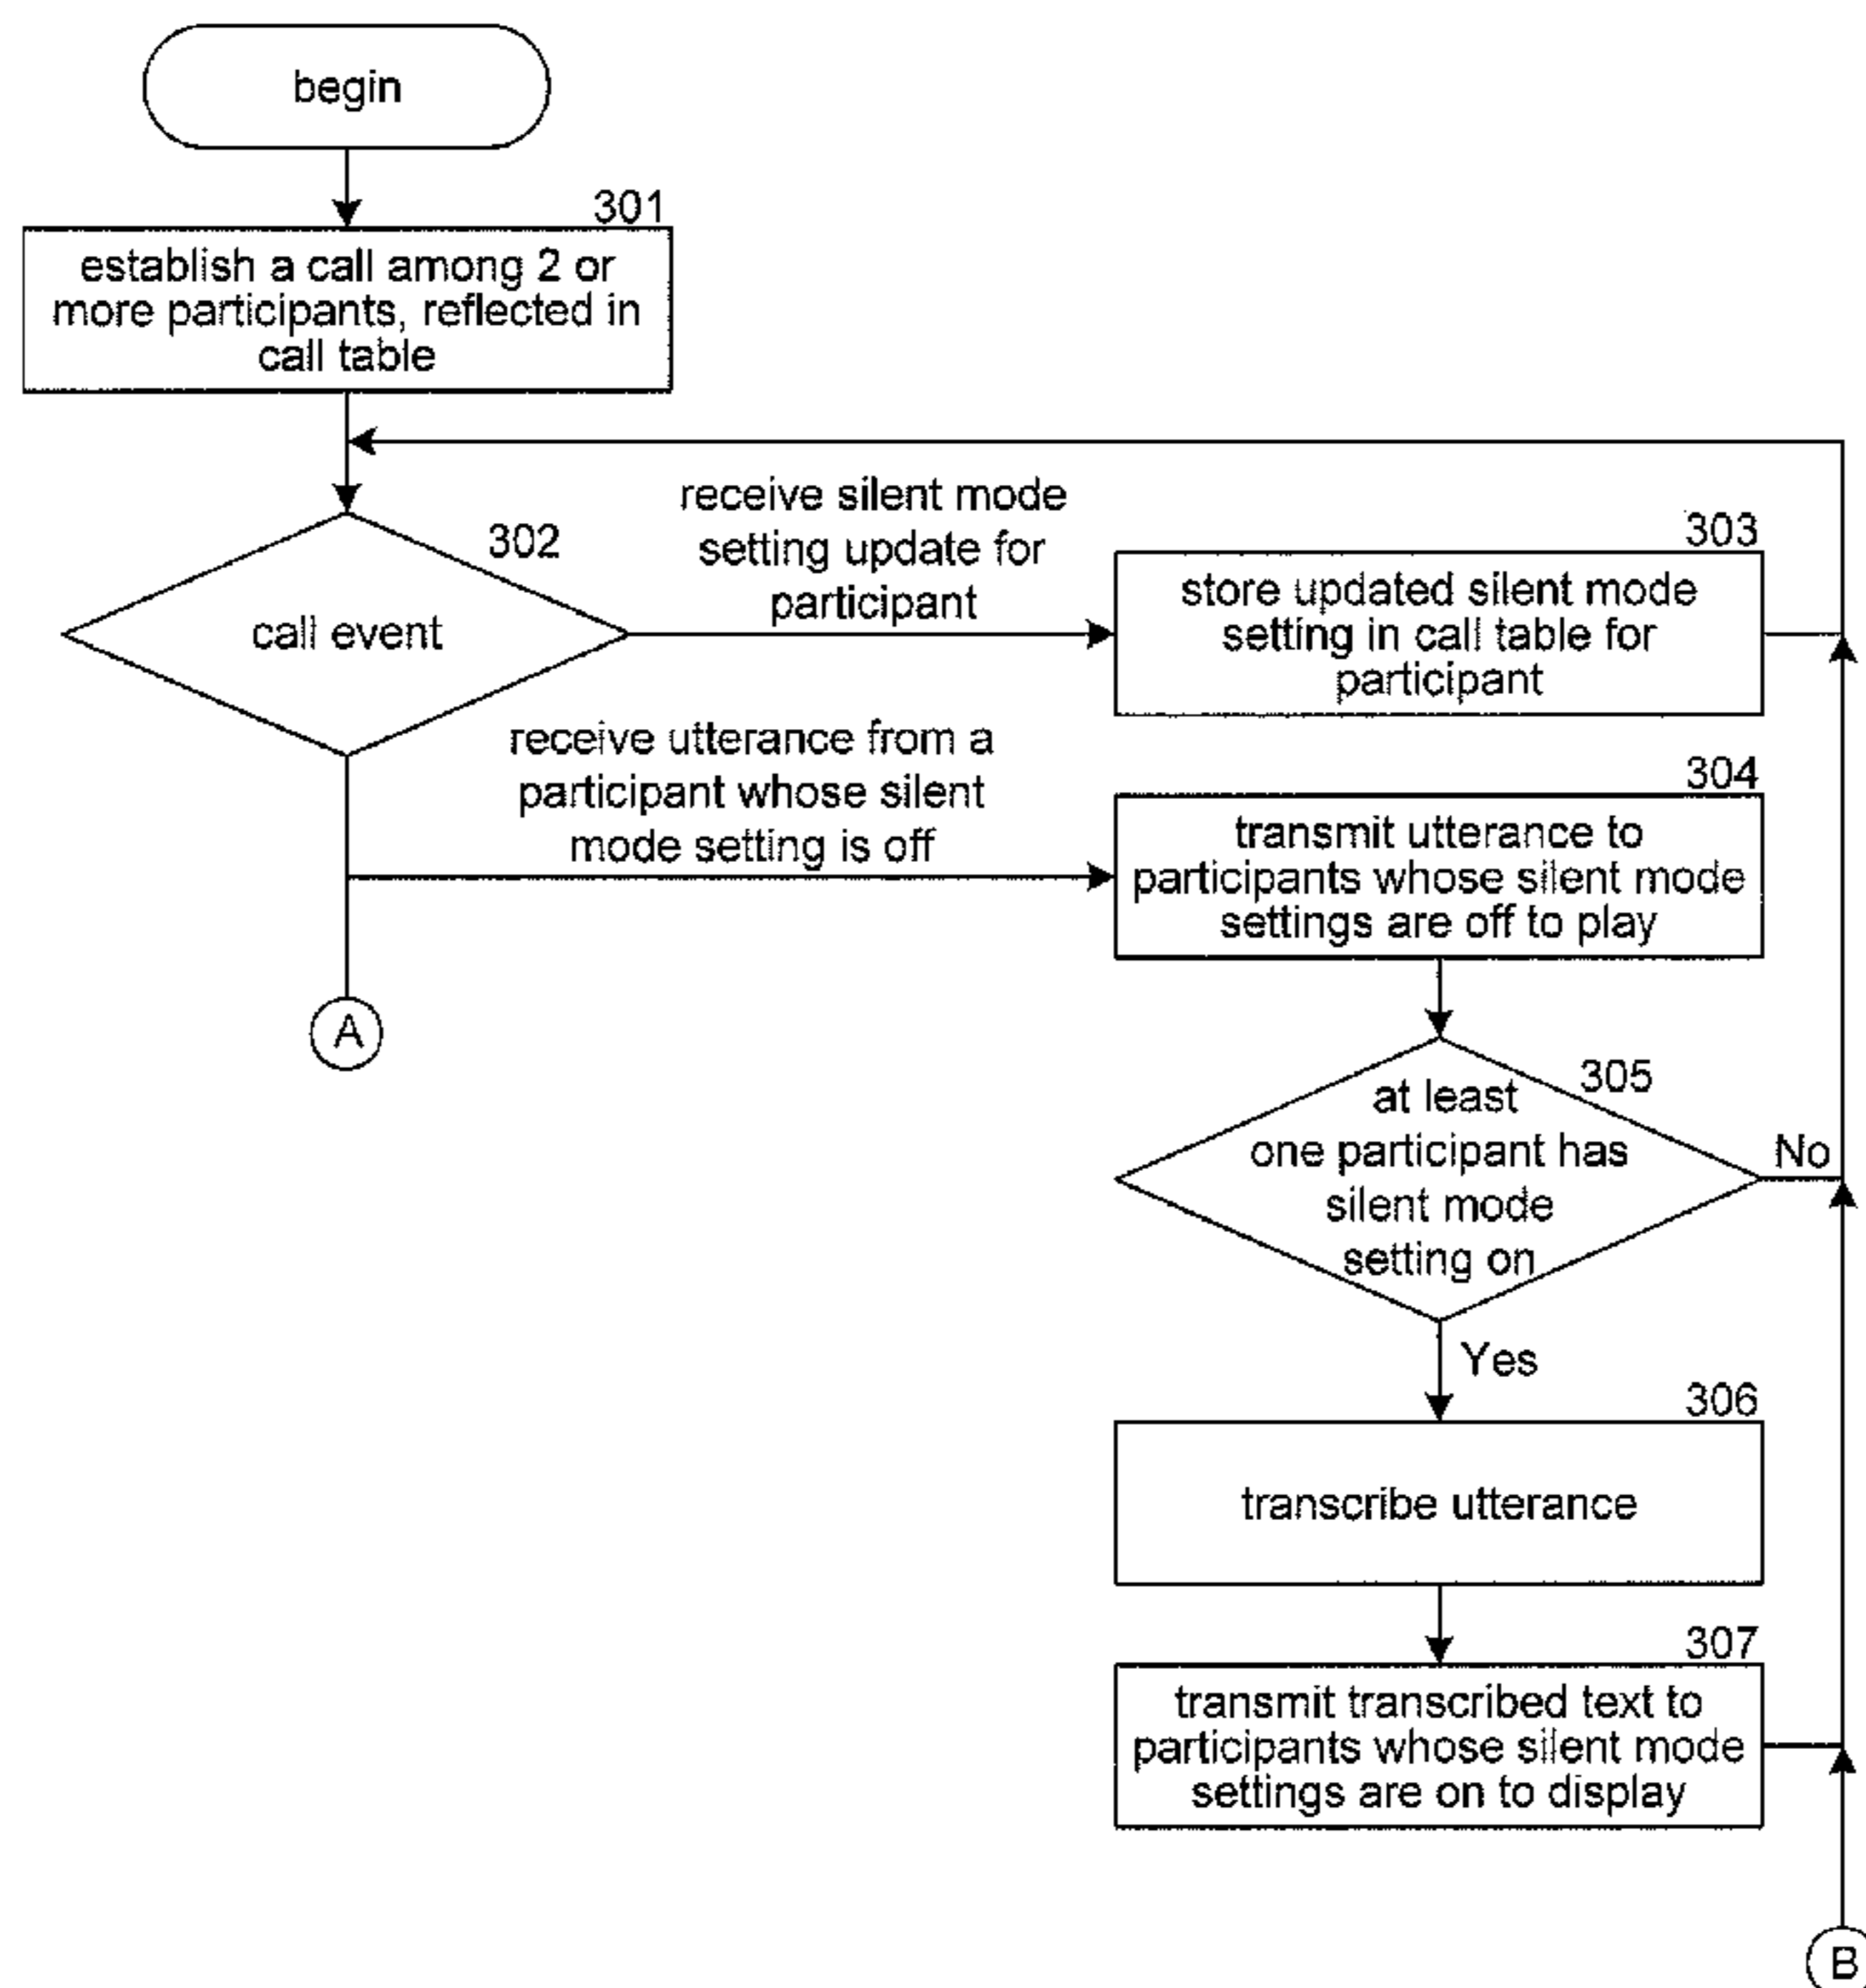 begin
301
establish a call among 2 or
more participants, reflected in
call table
302
call event
receive silent mode
setting update for
participant
303
store updated silent mode
setting in call table for
participant
receive utterance from a
participant whose silent
mode setting is off
304
transmit utterance to
participants whose silent mode
settings are off to play
A
305
at least
one participant has
silent mode
setting on
No
Yes
306
transcribe utterance
307
transmit transcribed text to
participants whose silent mode
settings are on to display
B